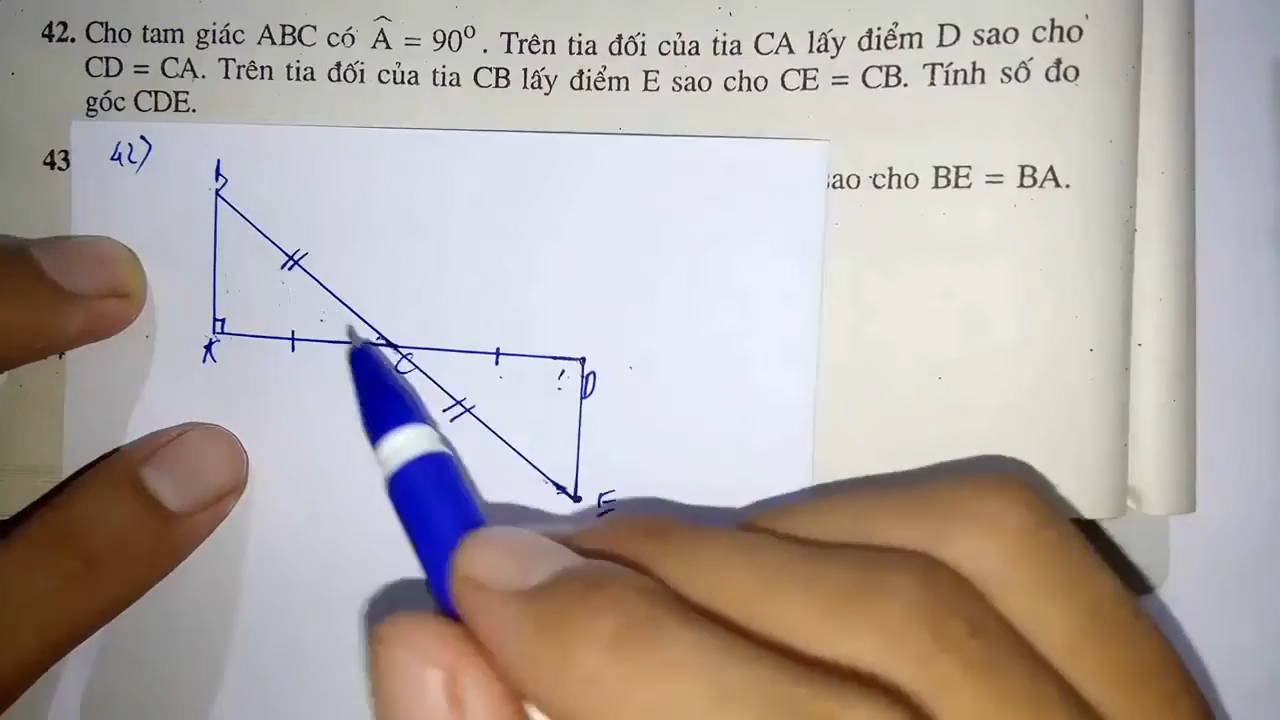 42. Cho tam giác ABC có Â = 90⁰. Trên tia đối của tia CA lấy điểm D sao cho
CD = CA. Trên tia đối của tia CB lấy điểm E sao cho CE = CB. Tính số đo
góc CDE.
43
42)
sao cho BE = BA.
B
A
C
?
D
E